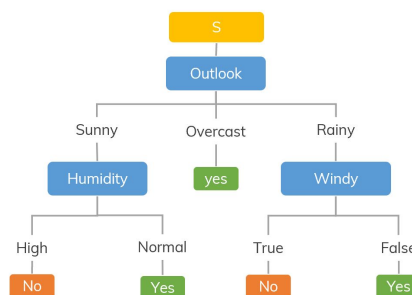 S
Outlook
Sunny Overcast Rainy
Humidity yes Windy
High Normal True False
No Yes No Yes